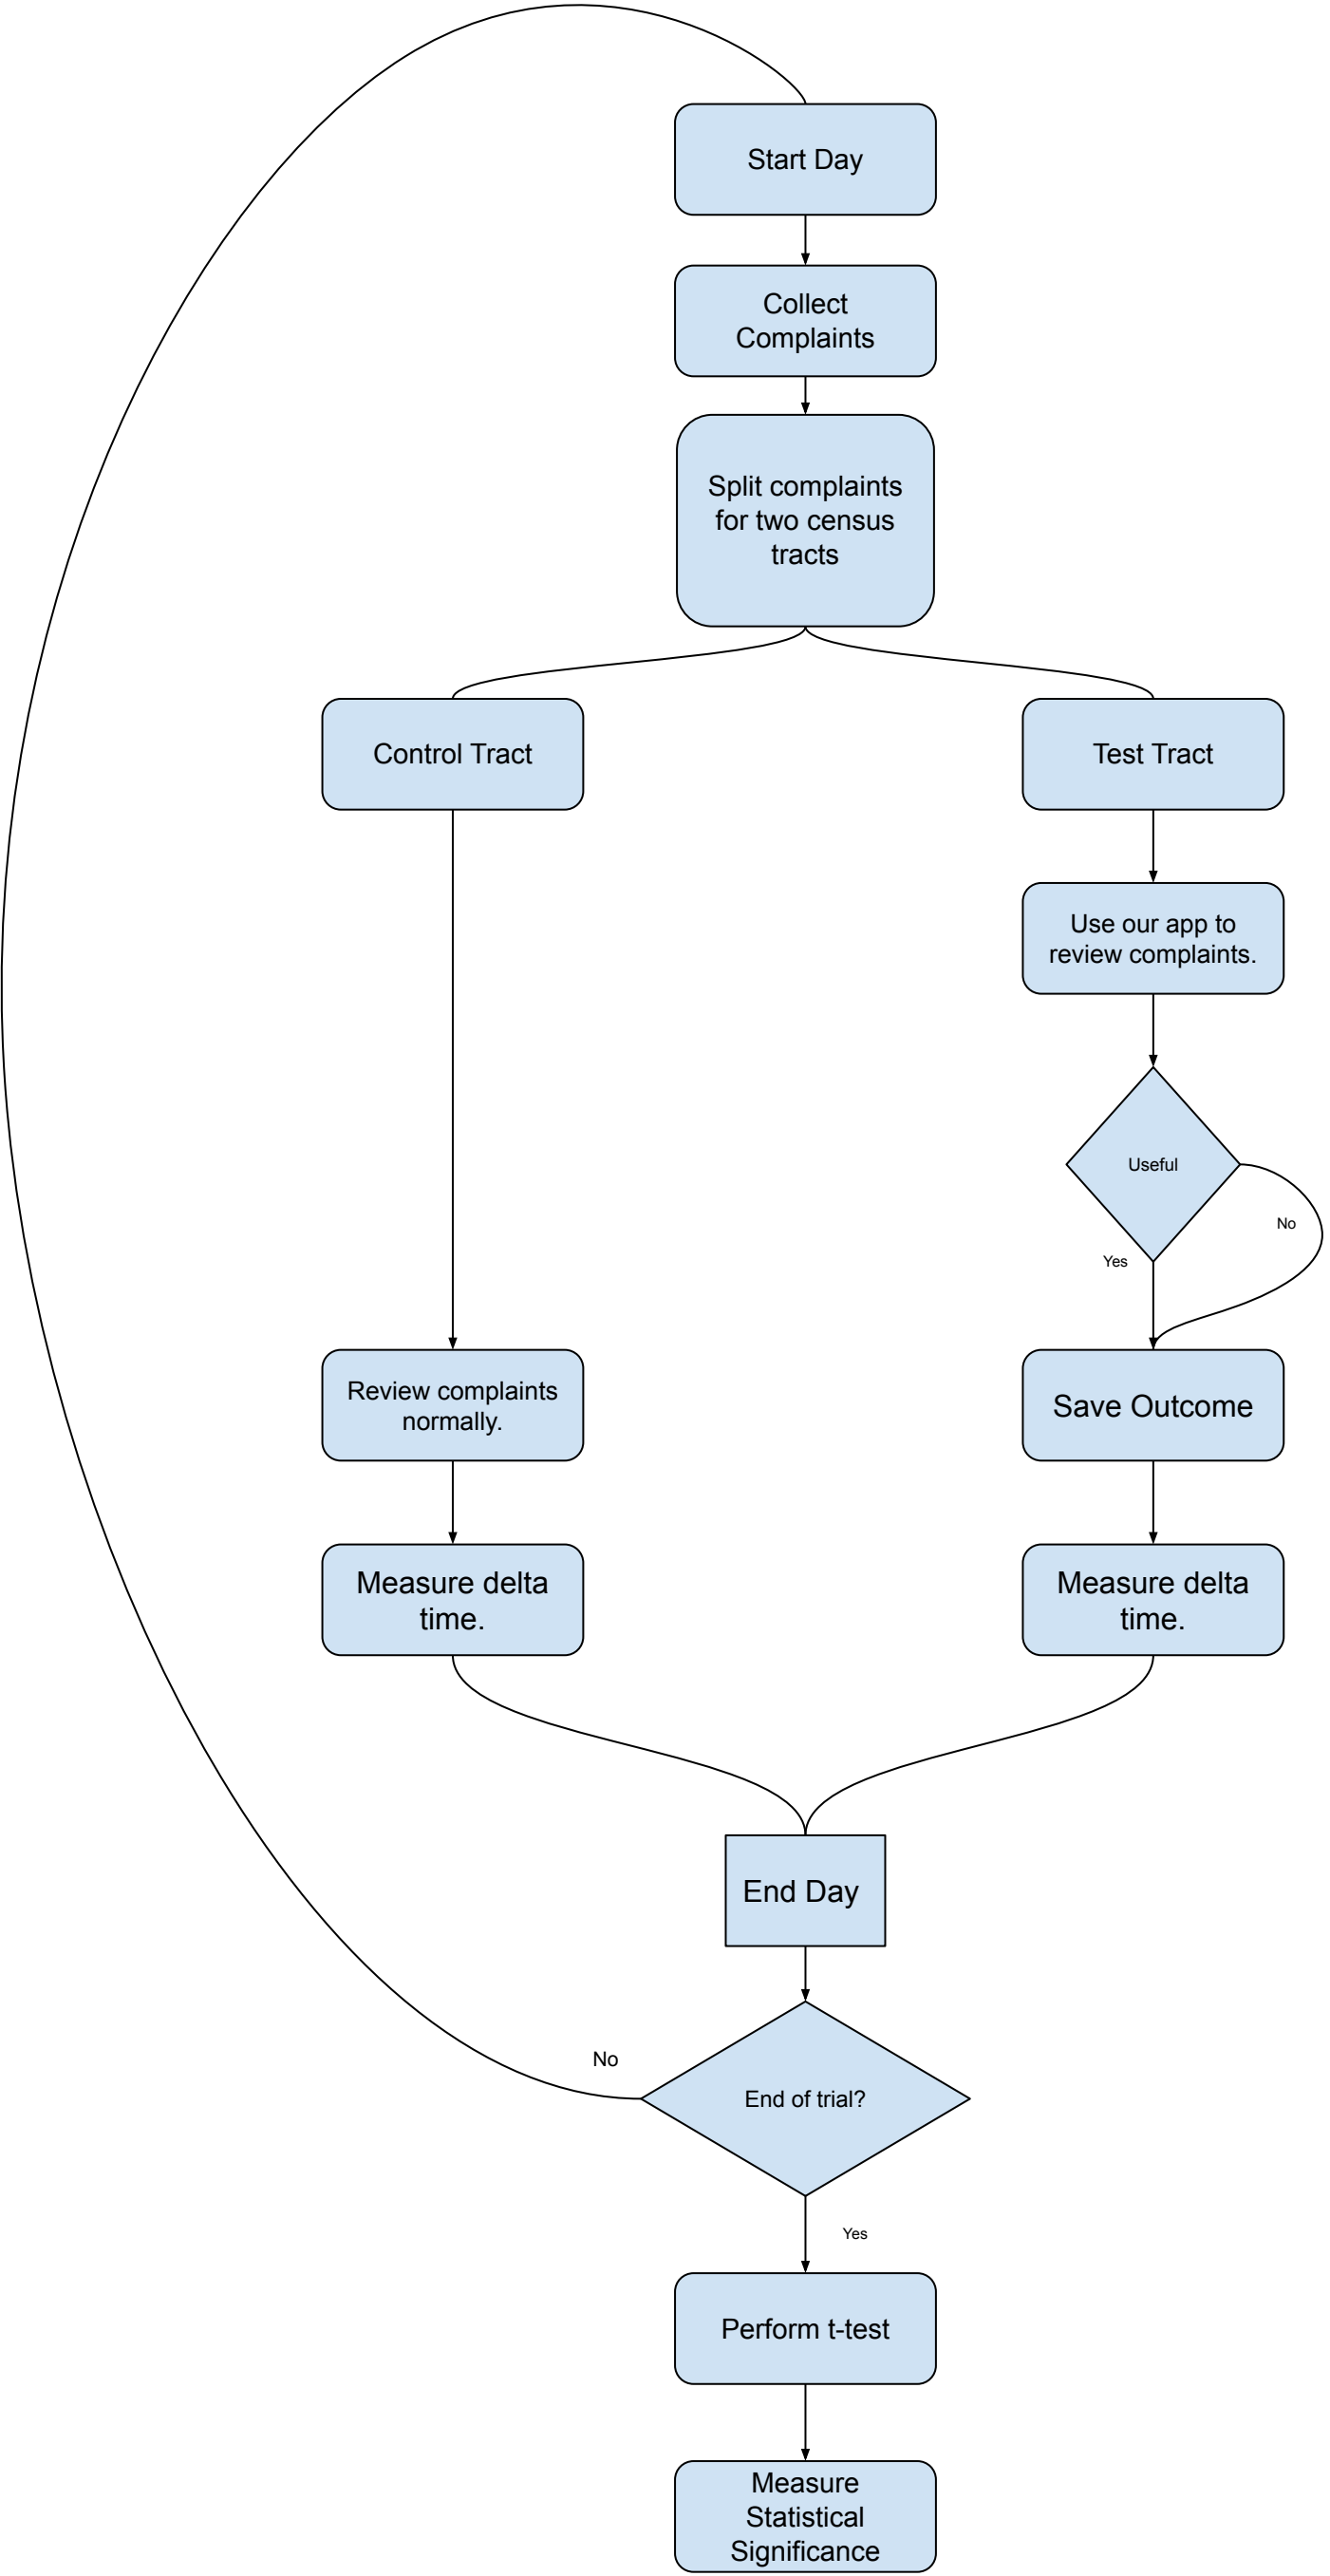 Start Day
Collect
Complaints
Split complaints
for two census
tracts
Control Tract
Test Tract
Use our app to
review complaints.
Useful
No
Yes
Review complaints
normally.
Save Outcome
Measure delta
time.
Measure delta
time.
End Day
No
End of trial?
Yes
Perform t-test
Measure
Statistical
Significance